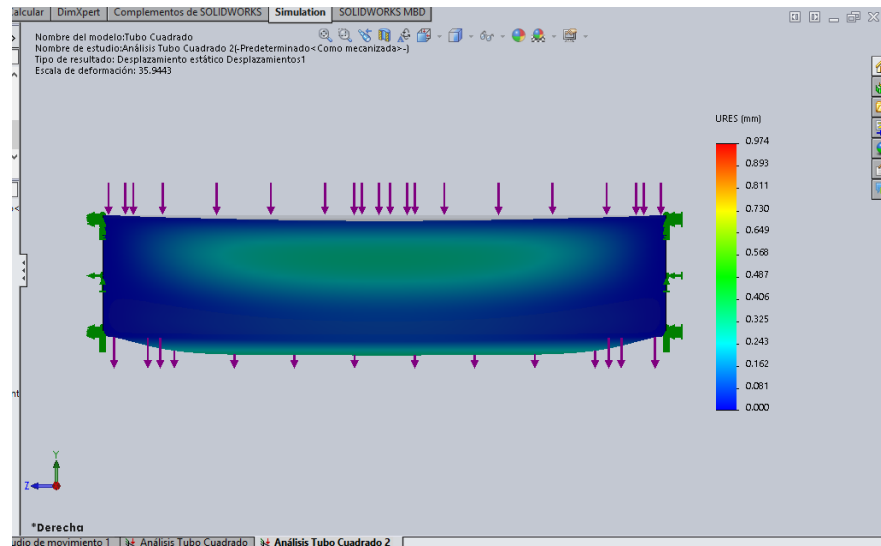 alcular DimXpert Complementos de SOLIDWORKS Simulation SOLIDWORKS MBD
Nombre del modelo:Tubo Cuadrado
Nombre de estudio:Análisis Tubo Cuadrado 2(-Predeterminado<Como mecanizada>-)
Tipo de resultado: Desplazamiento estático Desplazamientos1
Escala de deformación: 35.9443
URES (mm)
0.974
0.893
0.811
0.730
0.649
0.568
0.487
0.406
0.325
0.243
0.162
0.081
0.000
Y
Z
*Derecha
udio de movimiento 1 Análisis Tubo Cuadrado Análisis Tubo Cuadrado 2